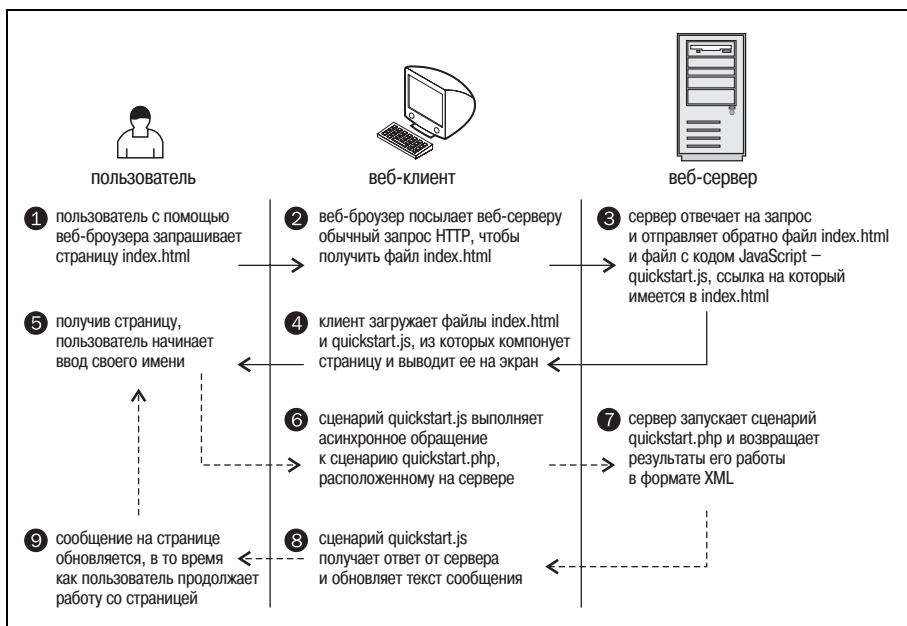 пользователь
веб-клиент
веб-сервер
1 пользователь с помощью
веб-броузера запрашивает
страницу index.html
2 веб-броузер посылает веб-серверу
обычный запрос HTTP, чтобы
получить файл index.html
3 сервер отвечает на запрос
и отправляет обратно файл index.html
и файл с кодом JavaScript –
quickstart.js, ссылка на который
имеется в index.html
4 клиент загружает файлы index.html
и quickstart.js, из которых компонует
страницу и выводит ее на экран
5 получив страницу,
пользователь начинает
ввод своего имени
6 сценарий quickstart.js выполняет
асинхронное обращение
к сценарию quickstart.php,
расположенному на сервере
7 сервер запускает сценарий
quickstart.php и возвращает
результаты его работы
в формате XML
8 сценарий quickstart.js
получает ответ от сервера
и обновляет текст сообщения
9 сообщение на странице
обновляется, в то время
как пользователь продолжает
работу со страницей